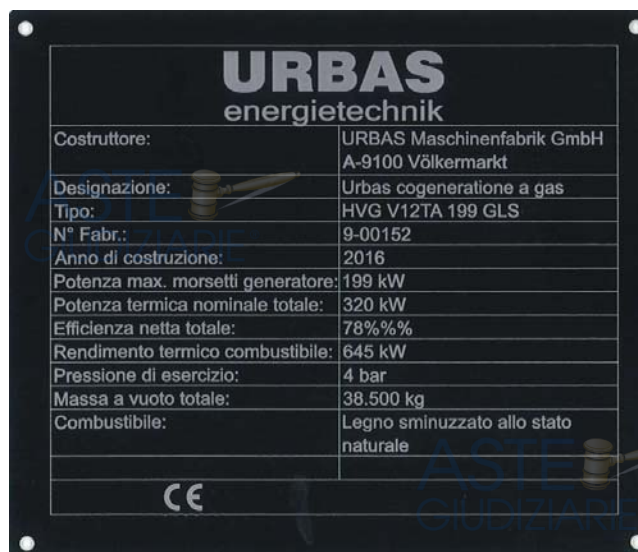 URBAS
energietechnik
Costruttore: URBAS Maschinenfabrik GmbH
A-9100 Völkermarkt
Designazione: Urbas cogeneratione a gas
Tipo: HVG V12TA 199 GLS
N° Fabr.: 9-00152
Anno di costruzione: 2016
Potenza max. morsetti generatore: 199 kW
Potenza termica nominale totale: 320 kW
Efficienza netta totale: 78%%%
Rendimento termico combustibile: 645 kW
Pressione di esercizio: 4 bar
Massa a vuoto totale: 38.500 kg
Combustibile: Legno sminuzzato allo stato
naturale
CE
ASTE
GIUDIZIARIE
ASTE
GIUDIZIARIE